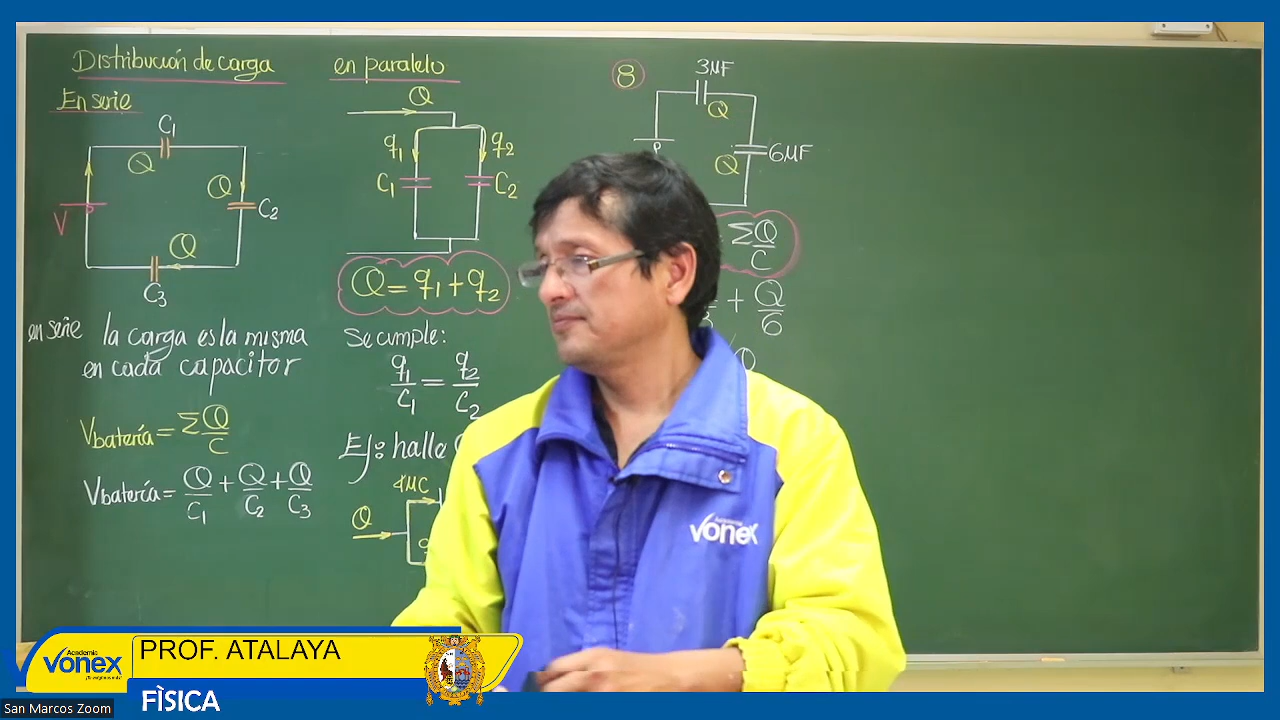 Distribución de carga
En serie
C1
Q
Q
C2
V
Q
C3
en serie la carga es la misma
en cada capacitor
Vbatería = ΣQ/C
Vbatería = Q/C1 + Q/C2 + Q/C3
en paralelo
Q
q1 q2
C1 C2
Q = q1 + q2
Se cumple:
q1/C1 = q2/C2
Ej: halle
4μC
Q
8
3μF
Q
P
Q 6μF
ΣQ/C
+ Q/6
Academia
Vonex
Academia
vonex
PROF. ATALAYA
FÌSICA
San Marcos Zoom